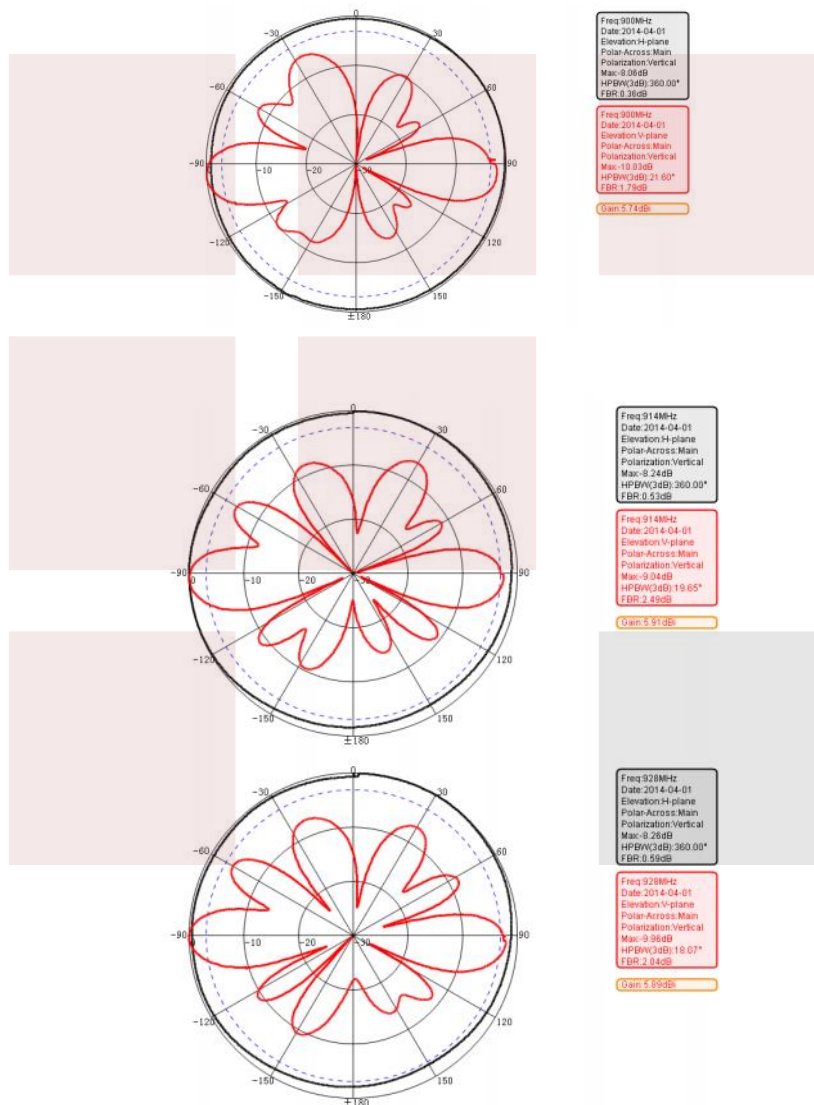 0
-30 30
-60 60
-90 -10 -20 -30 90
-120 120
-150 150
±180
Freq:900MHz
Date:2014-04-01
Elevation:H-plane
Polar-Across:Main
Polarization:Vertical
Max:-8.06dB
HPBW(3dB):360.00°
FBR:0.36dB
Freq:900MHz
Date:2014-04-01
Elevation:V-plane
Polar-Across:Main
Polarization:Vertical
HPBW(3dB):21.60°
FBR:1.79dB
Gain:5.74dBi
0
-30 30
-60 60
-90 0 -10 -20 -30 90
-120 120
-150 150
±180
Freq:914MHz
Date:2014-04-01
Elevation:H-plane
Polar-Across:Main
Polarization:Vertical
Max:-8.24dB
HPBW(3dB):360.00°
FBR:0.53dB
Freq:914MHz
Date:2014-04-01
Elevation:V-plane
Polar-Across:Main
Polarization:Vertical
Max:-9.04dB
HPBW(3dB):19.65°
FBR:2.49dB
Gain:5.91dBi
0
-30 30
-60 60
-90 0 -10 -20 -30 90
-120 120
-150 150
±180
Freq:928MHz
Date:2014-04-01
Elevation:H-plane
Polar-Across:Main
Polarization:Vertical
Max:-8.26dB
HPBW(3dB):360.00°
FBR:0.59dB
Freq:928MHz
Date:2014-04-01
Elevation:V-plane
Polar-Across:Main
Polarization:Vertical
Max:-9.96dB
HPBW(3dB):18.07°
FBR:2.04dB
Gain:5.89dBi